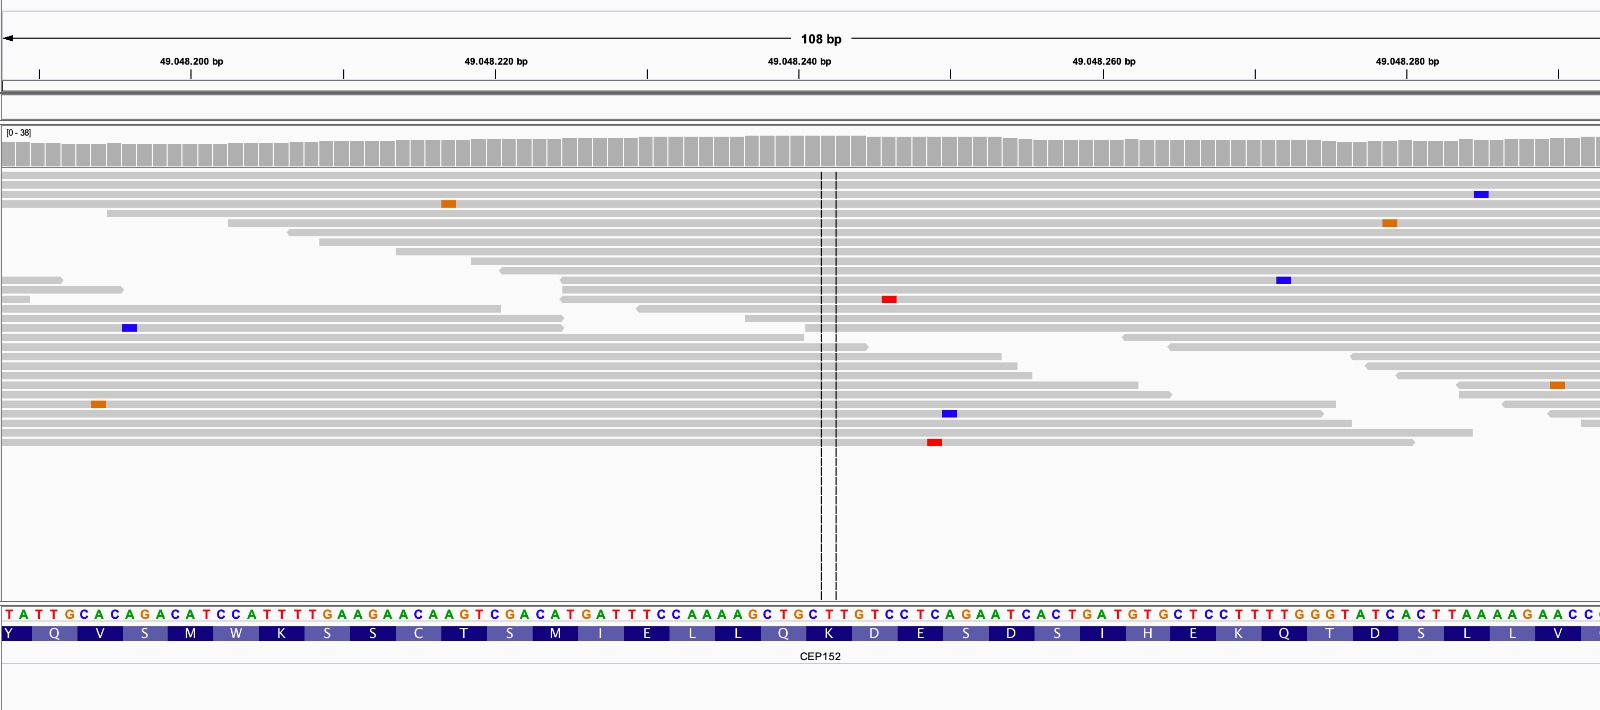 108 bp
49.048.200 bp 49.048.220 bp 49.048.240 bp 49.048.260 bp 49.048.280 bp
[0 - 38]
T A T T G C A C A G A C A T C C A T T T T G A A G A A C A A G T C G A C A T G A T T T C C A A A A G C T G C T T G T C C T C A G A A T C A C T G A T G T G C T C C T T T T G G G T A T C A C T T A A A A G A A C C
Y Q V S M W K S S C T S M I E L L Q K D E S D S I H E K Q T D S L L V
CEP152